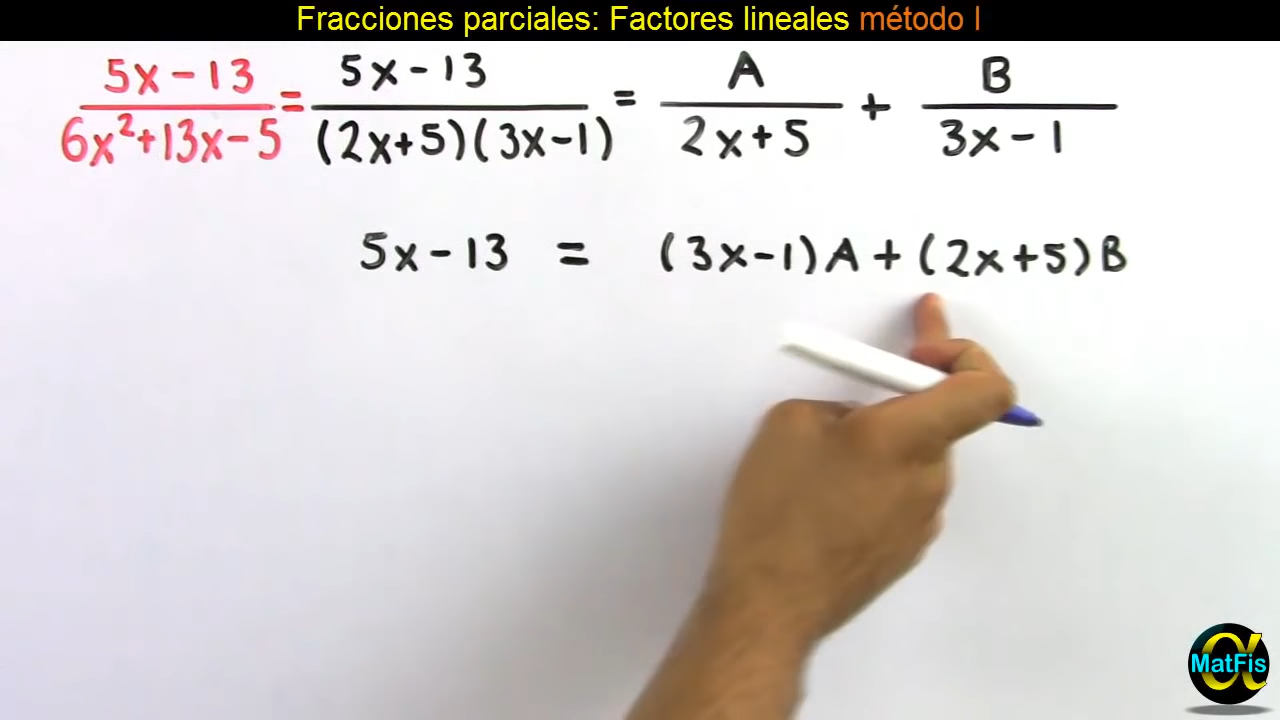 Fracciones parciales: Factores lineales método I
5x-13/6x²+13x-5 = 5x-13/(2x+5)(3x-1) = A/2x+5 + B/3x-1
5x-13 = (3x-1)A+(2x+5)B
α MatFis